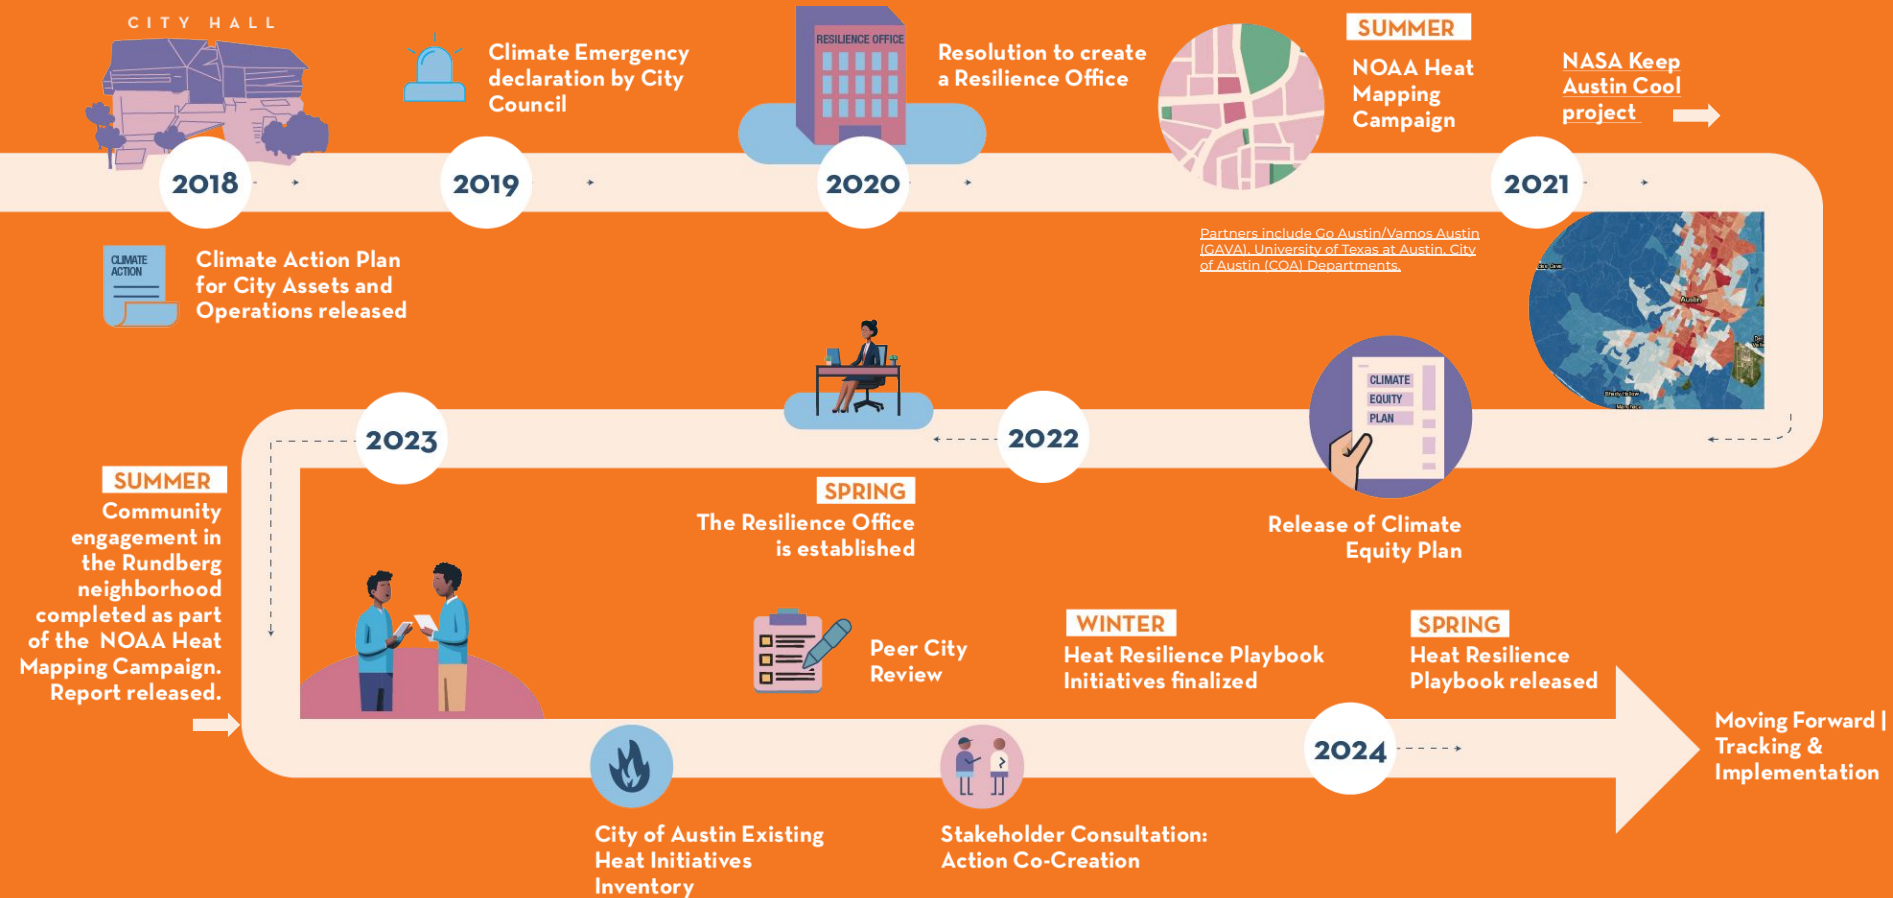 CITY HALL
2018
CLIMATE
ACTION
Climate Action Plan
for City Assets and
Operations released
2019
Climate Emergency
declaration by City
Council
RESILIENCE OFFICE
2020
Resolution to create
a Resilience Office
SUMMER
NOAA Heat
Mapping
Campaign
Partners include Go Austin/Vamos Austin
(GAVA), University of Texas at Austin, City
of Austin (COA) Departments.
2021
NASA Keep
Austin Cool
project
Austin
CLIMATE
EQUITY
PLAN
Release of Climate
Equity Plan
2022
SPRING
The Resilience Office
is established
2023
SUMMER
Community
engagement in
the Rundberg
neighborhood
completed as part
of the NOAA Heat
Mapping Campaign.
Report released.
City of Austin Existing
Heat Initiatives
Inventory
Peer City
Review
Stakeholder Consultation:
Action Co-Creation
WINTER
Heat Resilience Playbook
Initiatives finalized
2024
SPRING
Heat Resilience
Playbook released
Moving Forward |
Tracking &
Implementation